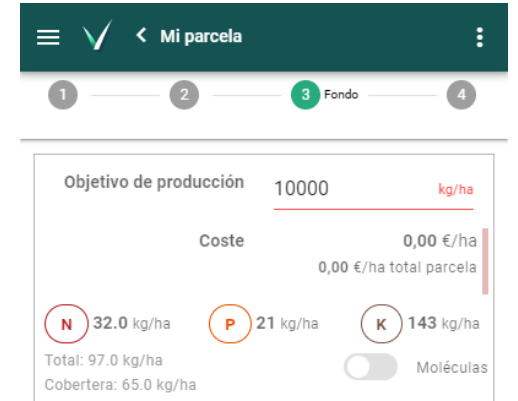 Mi parcela
1 2 3 Fondo 4
Objetivo de producción 10000 kg/ha
Coste 0,00 €/ha
0,00 €/ha total parcela
N 32.0 kg/ha P 21 kg/ha K 143 kg/ha
Total: 97.0 kg/ha Moléculas
Cobertera: 65.0 kg/ha